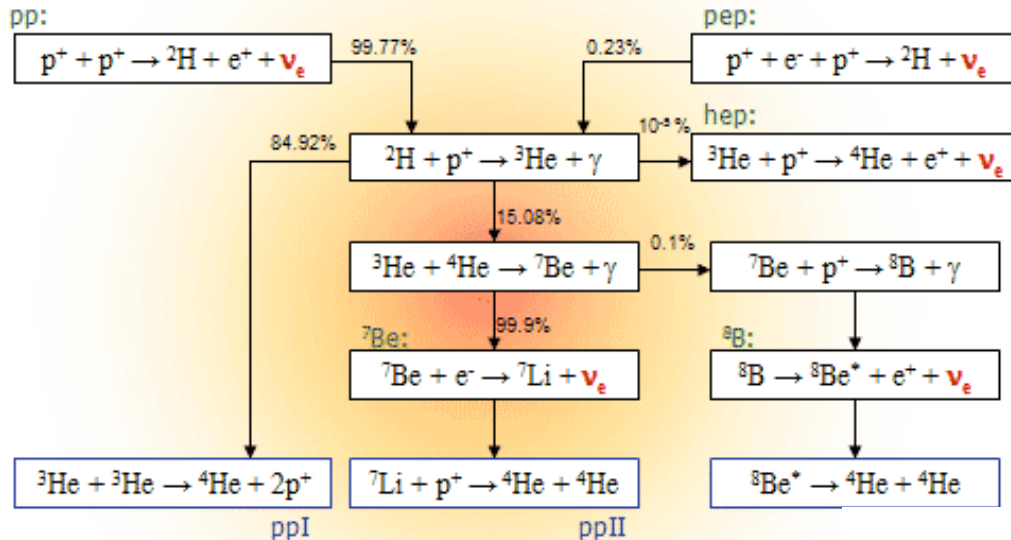 pp:
pep:
p⁺ + p⁺ → ²H + e⁺ + νₑ
99.77%
0.23%
p⁺ + e⁻ + p⁺ → ²H + νₑ
hep:
84.92%
²H + p⁺ → ³He + γ
10⁻⁵ %
³He + p⁺ → ⁴He + e⁺ + νₑ
15.08%
³He + ⁴He → ⁷Be + γ
0.1%
⁷Be + p⁺ → ⁸B + γ
99.9%
⁷Be:
⁸B:
⁷Be + e⁻ → ⁷Li + νₑ
⁸B → ⁸Be* + e⁺ + νₑ
³He + ³He → ⁴He + 2p⁺
⁷Li + p⁺ → ⁴He + ⁴He
⁸Be* → ⁴He + ⁴He
ppI
ppII